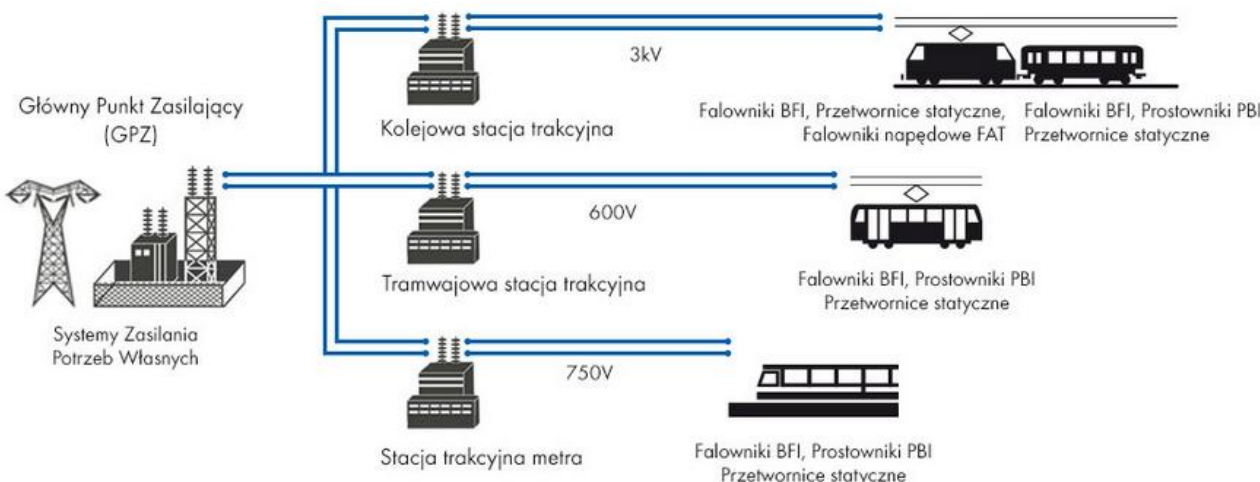 Główny Punkt Zasilający
(GPZ)
Systemy Zasilania
Potrzeb Własnych
Kolejowa stacja trakcyjna
3kV
Falowniki BFI, Przetwornice statyczne,
Falowniki napędowe FAT
Falowniki BFI, Prostowniki PBI
Przetwornice statyczne
Tramwajowa stacja trakcyjna
600V
Falowniki BFI, Prostowniki PBI
Przetwornice statyczne
Stacja trakcyjna metra
750V
Falowniki BFI, Prostowniki PBI
Przetwornice statyczne